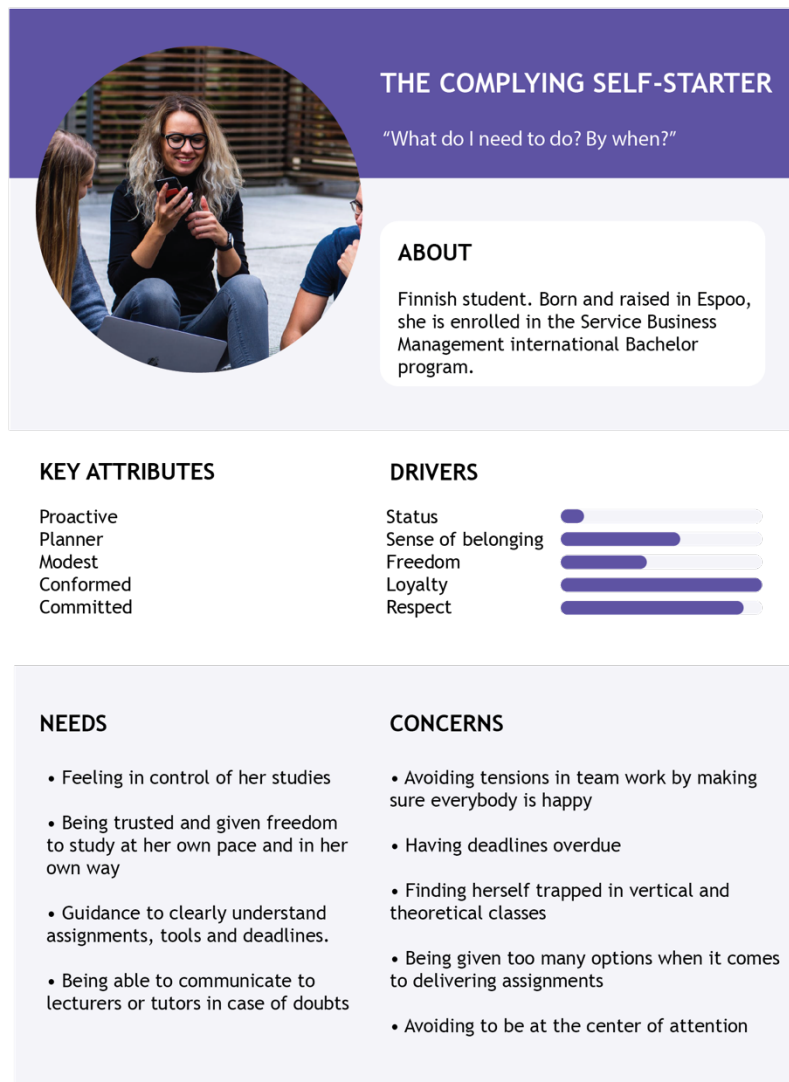 THE COMPLYING SELF-STARTER
“What do I need to do? By when?”
ABOUT
Finnish student. Born and raised in Espoo,
she is enrolled in the Service Business
Management international Bachelor
program.
KEY ATTRIBUTES
Proactive
Planner
Modest
Conformed
Committed
DRIVERS
Status
Sense of belonging
Freedom
Loyalty
Respect
NEEDS
• Feeling in control of her studies
• Being trusted and given freedom
to study at her own pace and in her
own way
• Guidance to clearly understand
assignments, tools and deadlines.
• Being able to communicate to
lecturers or tutors in case of doubts
CONCERNS
• Avoiding tensions in team work by making
sure everybody is happy
• Having deadlines overdue
• Finding herself trapped in vertical and
theoretical classes
• Being given too many options when it comes
to delivering assignments
• Avoiding to be at the center of attention